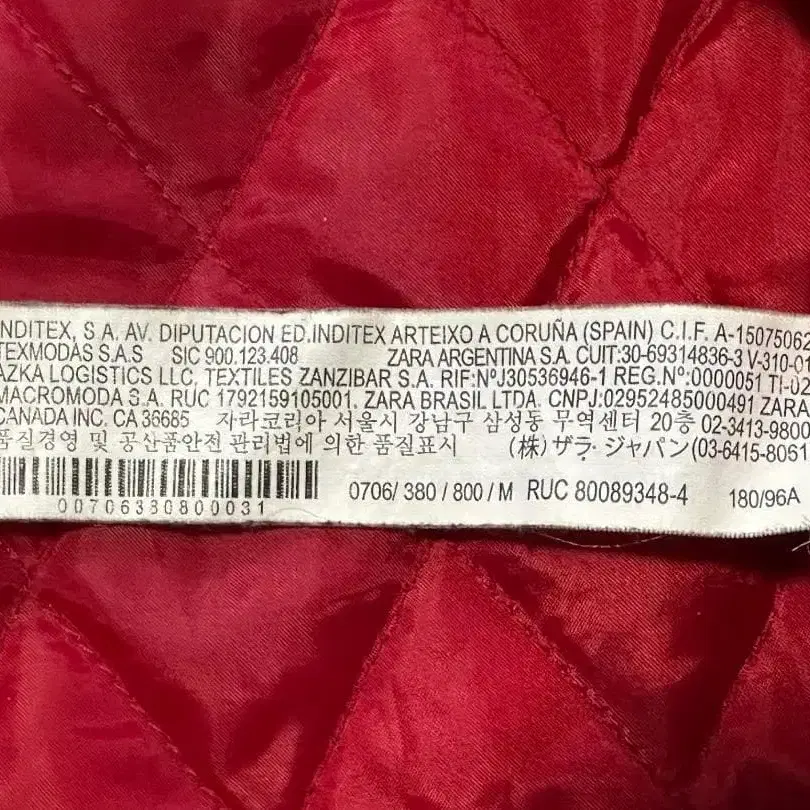 INDITEX, S.A. AV. DIPUTACION ED.INDITEX ARTEIXO A CORUÑA (SPAIN) C.I.F. A-15075062
TEXMODAS S.A.S SIC 900.123.408 ZARA ARGENTINA S.A. CUIT:30-69314836-3 V-310-01
AZKA LOGISTICS LLC, TEXTILES ZANZIBAR S.A. RIF:NºJ30536946-1 REG.Nº:0000051 TI-02
MACROMODA S.A. RUC 1792159105001. ZARA BRASIL LTDA. CNPJ:02952485000491 ZARA
CANADA INC. CA 36685 자라코리아 서울시 강남구 삼성동 무역센터 20층 02-3413-9800
품질경영 및 공산품안전 관리법에 의한 품질표시 (株) ザラ・ジャパン(03-6415-8061
0706/ 380 / 800 / M RUC 80089348-4 180/96A
00706380800031